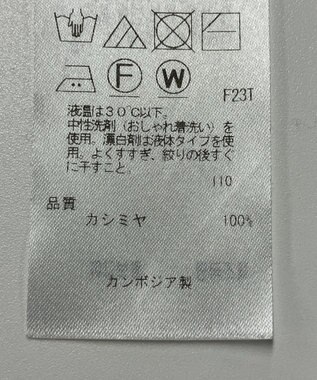 F
W
F23T
液温は30℃以下。
中性洗剤（おしゃれ着洗い）を
使用。漂白剤は液体タイプを使
用。よくすすぎ、絞りの後すぐ
に干すこと。
110
品質
カシミヤ 100%
カンボジア製